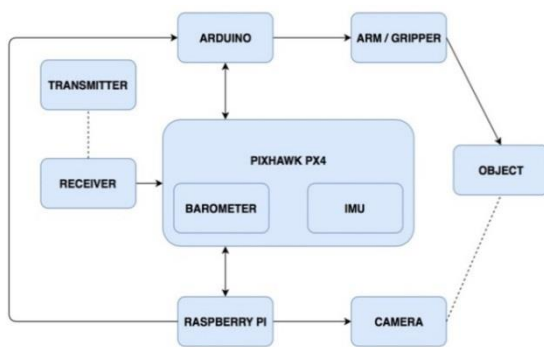 ARDUINO
ARM / GRIPPER
TRANSMITTER
PIXHAWK PX4
RECEIVER
OBJECT
BAROMETER
IMU
RASPBERRY PI
CAMERA